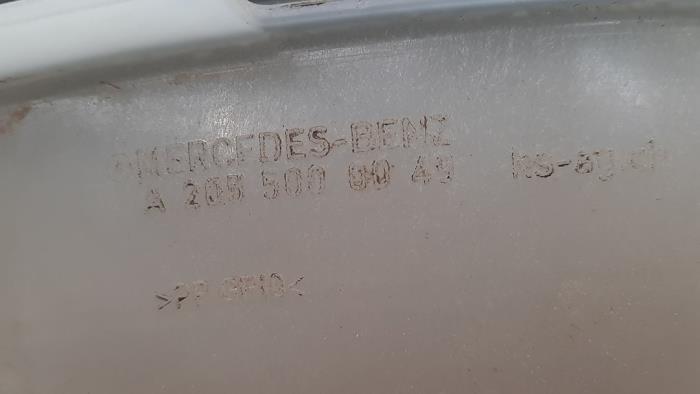 MERCEDES-BENZ
A 205 500 00 49
>PP GF10<